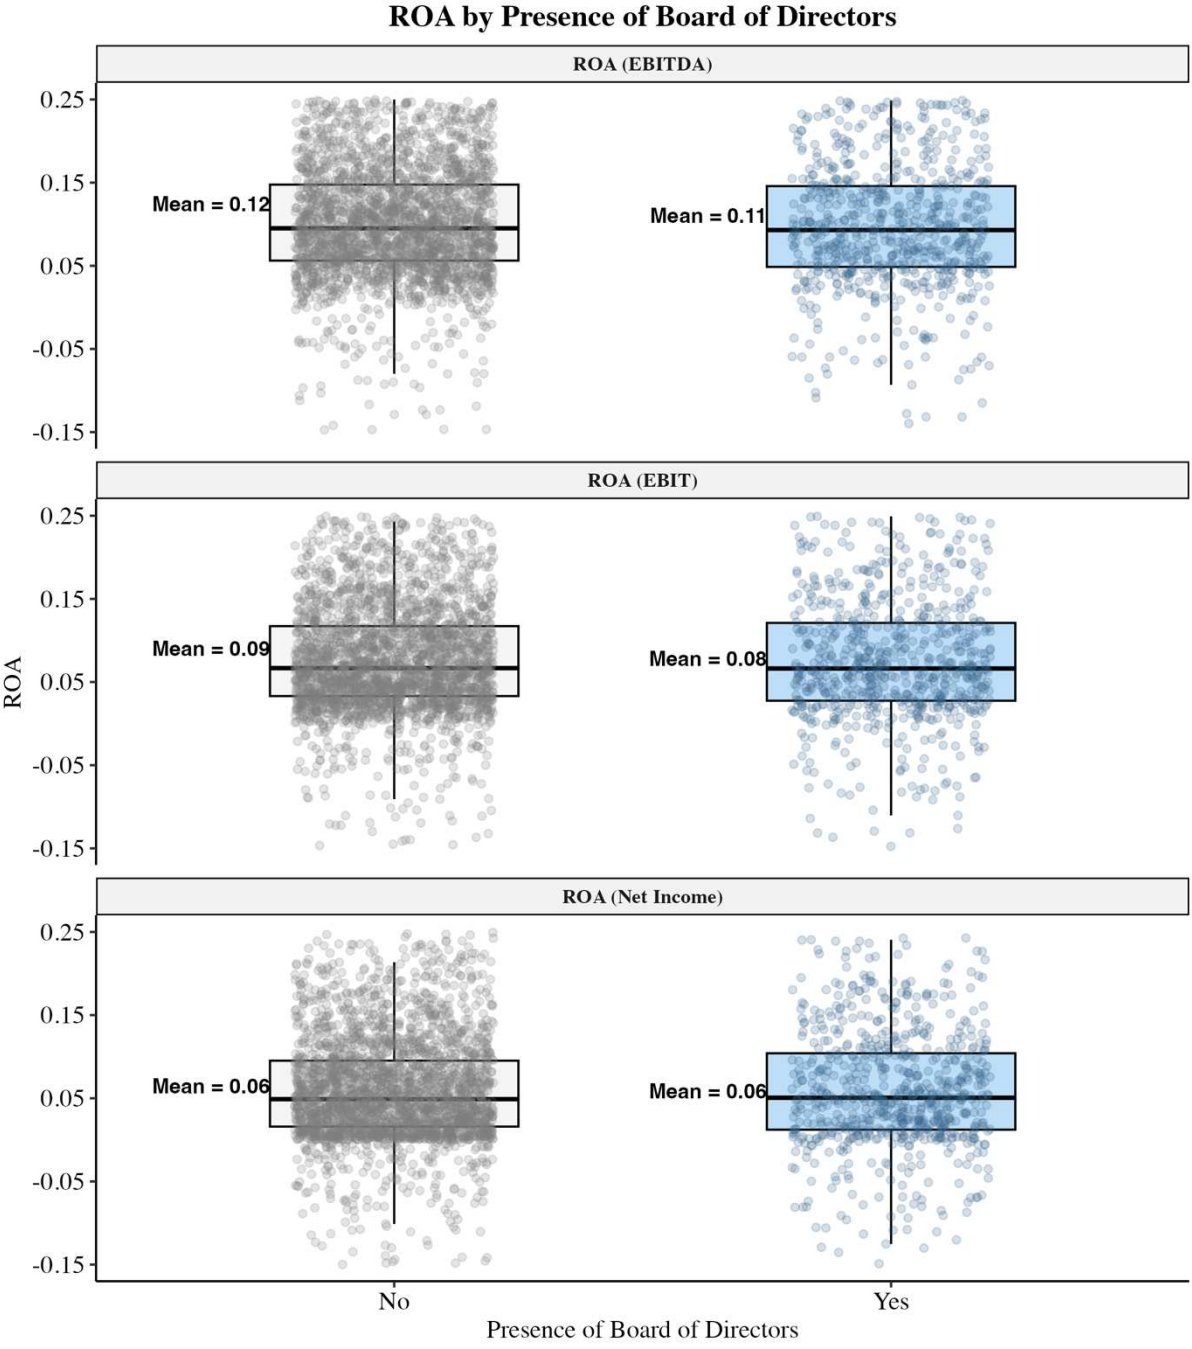 ROA by Presence of Board of Directors
ROA (EBITDA)
0.25
0.15
0.05
-0.05
-0.15
Mean = 0.12
Mean = 0.11
ROA (EBIT)
0.25
0.15
0.05
-0.05
-0.15
Mean = 0.09
Mean = 0.08
ROA
ROA (Net Income)
0.25
0.15
0.05
-0.05
-0.15
Mean = 0.06
Mean = 0.06
No
Yes
Presence of Board of Directors